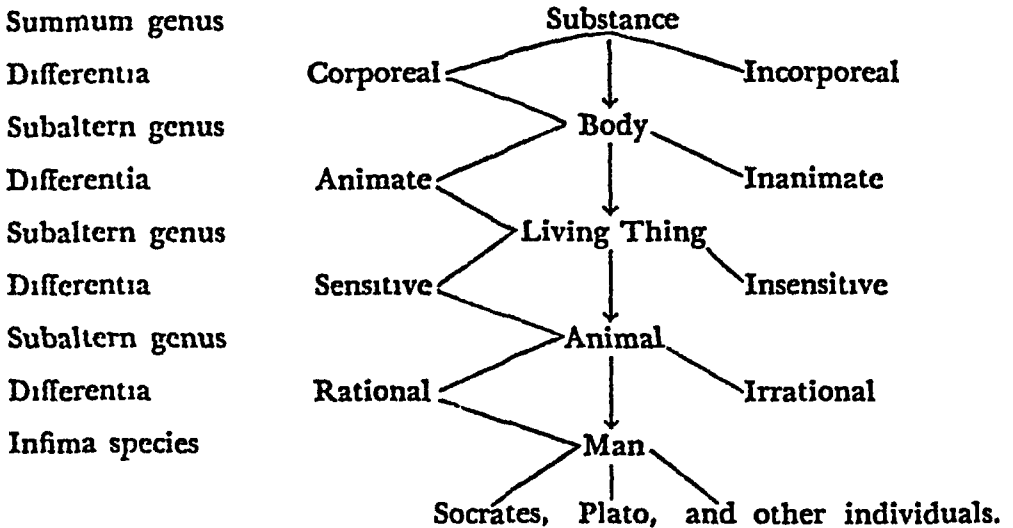 Summum genus Substance
Differentia Corporeal Incorporeal
Subaltern genus Body
Differentia Animate Inanimate
Subaltern genus Living Thing
Differentia Sensitive Insensitive
Subaltern genus Animal
Differentia Rational Irrational
Infima species Man
Socrates, Plato, and other individuals.